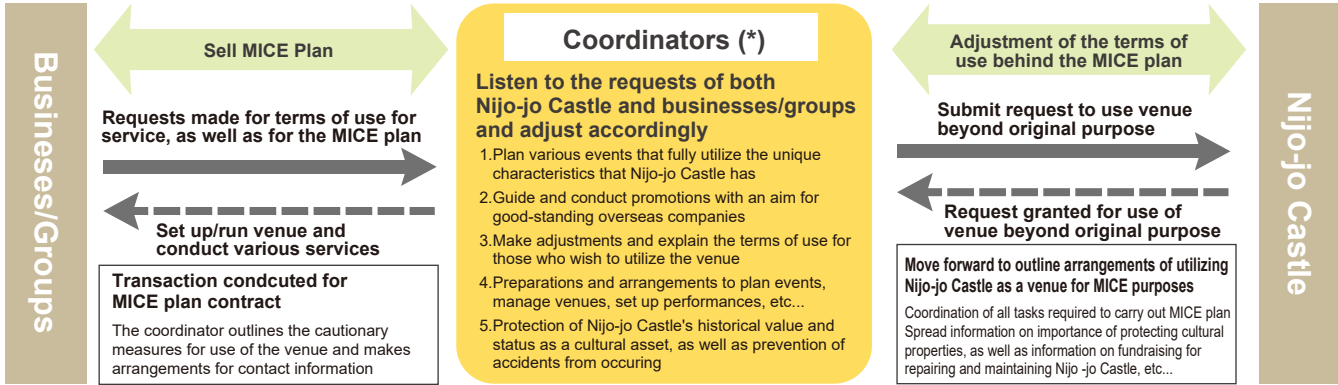 Businesses/Groups
Sell MICE Plan
Requests made for terms of use for
service, as well as for the MICE plan
Set up/run venue and
conduct various services
Transaction condcuted for
MICE plan contract
The coordinator outlines the cautionary
measures for use of the venue and makes
arrangements for contact information
Coordinators (*)
Listen to the requests of both
Nijo-jo Castle and businesses/groups
and adjust accordingly
1.Plan various events that fully utilize the unique
characteristics that Nijo-jo Castle has
2.Guide and conduct promotions with an aim for
good-standing overseas companies
3.Make adjustments and explain the terms of use for
those who wish to utilize the venue
4.Preparations and arrangements to plan events,
manage venues, set up performances, etc...
5.Protection of Nijo-jo Castle's historical value and
status as a cultural asset, as well as prevention of
accidents from occuring
Adjustment of the terms of
use behind the MICE plan
Submit request to use venue
beyond original purpose
Request granted for use of
venue beyond original purpose
Move forward to outline arrangements of utilizing
Nijo-jo Castle as a venue for MICE purposes
Coordination of all tasks required to carry out MICE plan
Spread information on importance of protecting cultural
properties, as well as information on fundraising for
repairing and maintaining Nijo -jo Castle, etc...
Nijo-jo Castle